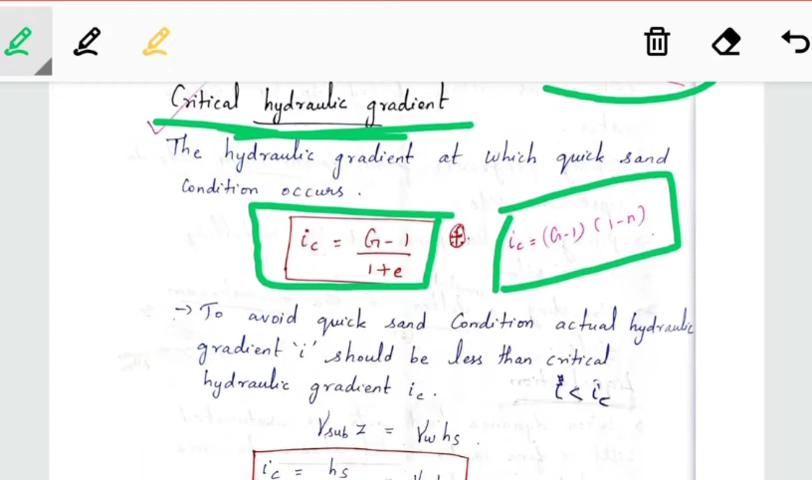 Critical hydraulic gradient
The hydraulic gradient at which quick sand
Condition occurs.
ic = G-1 / 1+e
ic = (G-1) (1-n)
→ To avoid quick sand Condition actual hydraulic
gradient 'i' should be less than critical
hydraulic gradient ic. i < ic
γsub z = γw hs.
ic = hs